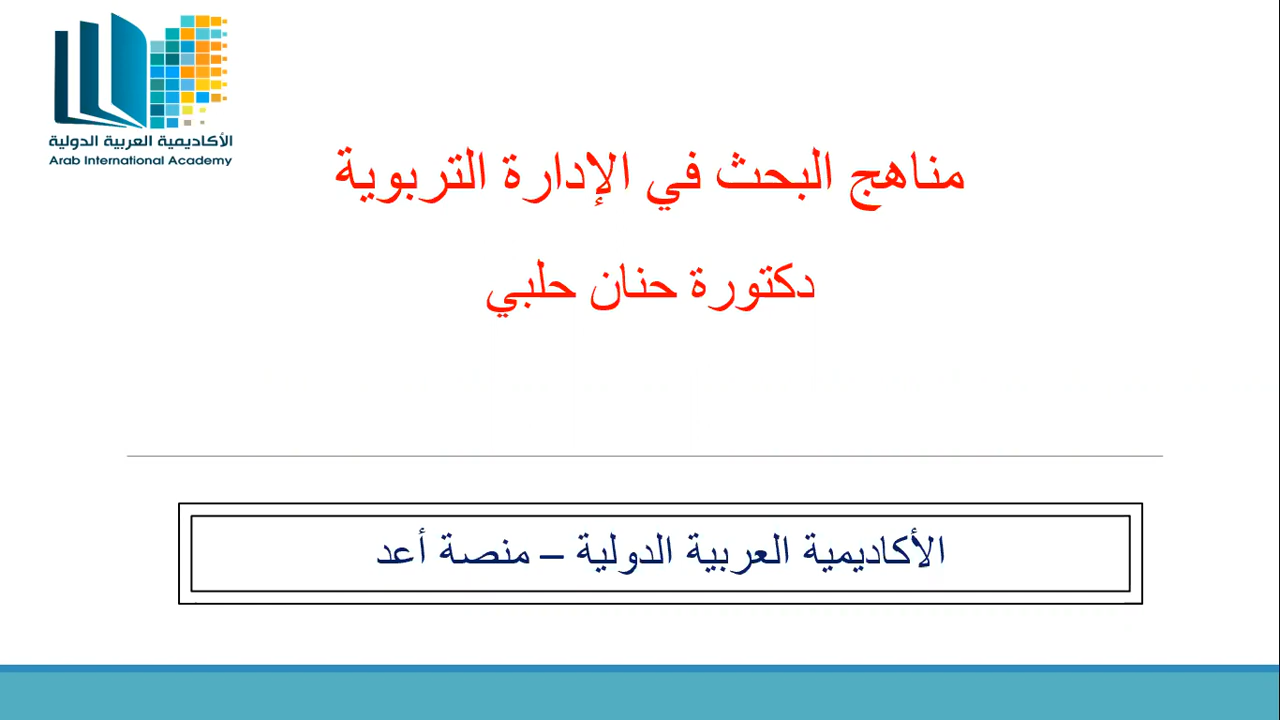 الأكاديمية العربية الدولية
Arab International Academy
مناهج البحث في الإدارة التربوية
دكتورة حنان حلبي
الأكاديمية العربية الدولية – منصة أعد